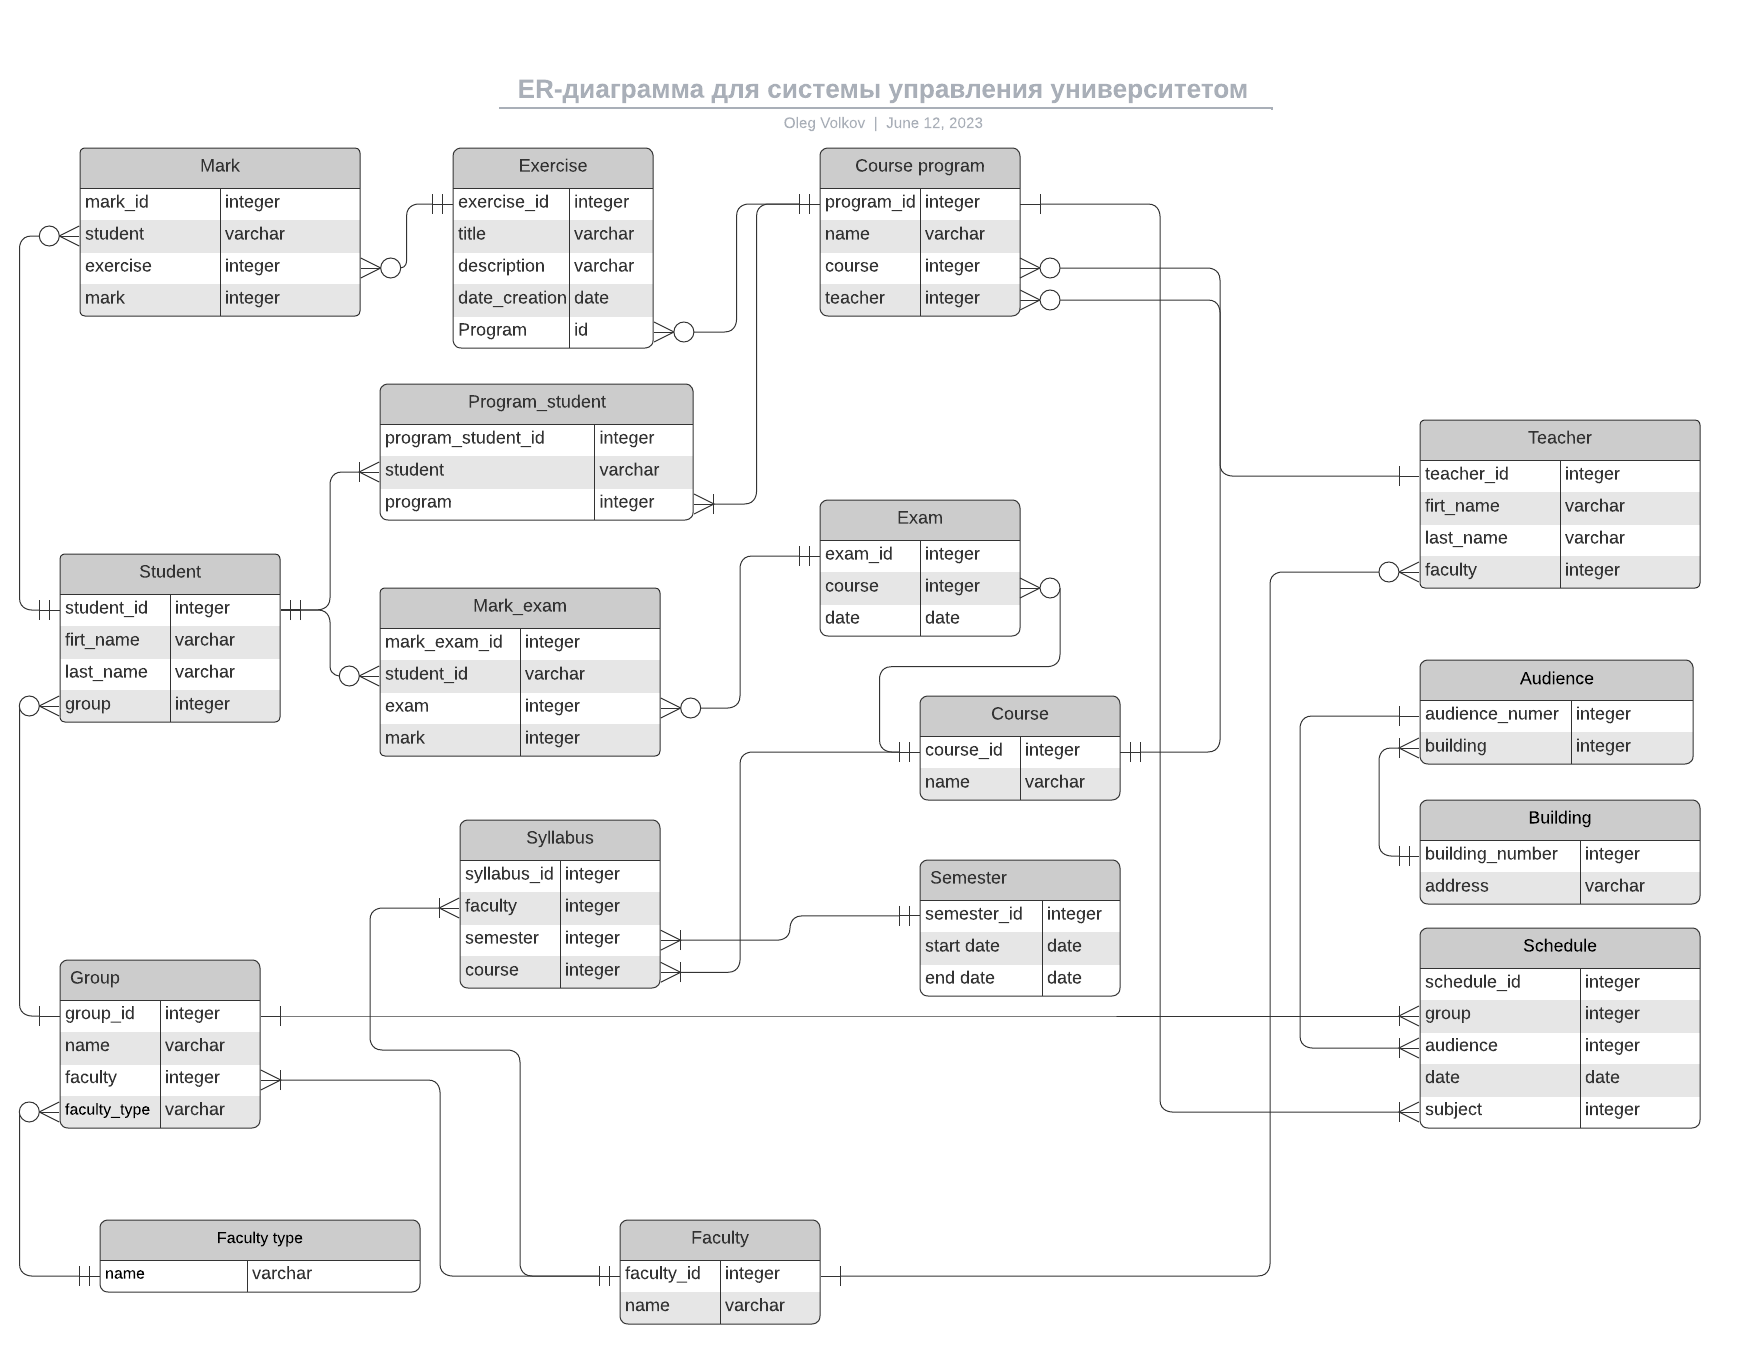 ER-диаграмма для системы управления университетом
Oleg Volkov | June 12, 2023
Mark
mark_id integer
student varchar
exercise integer
mark integer
Exercise
exercise_id integer
title varchar
description varchar
date_creation date
Program id
Course program
program_id integer
name varchar
course integer
teacher integer
Program_student
program_student_id integer
student varchar
program integer
Teacher
teacher_id integer
firt_name varchar
last_name varchar
faculty integer
Exam
exam_id integer
course integer
date date
Student
student_id integer
firt_name varchar
last_name varchar
group integer
Mark_exam
mark_exam_id integer
student_id varchar
exam integer
mark integer
Audience
audience_numer integer
building integer
Course
course_id integer
name varchar
Building
building_number integer
address varchar
Syllabus
syllabus_id integer
faculty integer
semester integer
course integer
Semester
semester_id integer
start date date
end date date
Schedule
schedule_id integer
group integer
audience integer
date date
subject integer
Group
group_id integer
name varchar
faculty integer
faculty_type varchar
Faculty type
name varchar
Faculty
faculty_id integer
name varchar